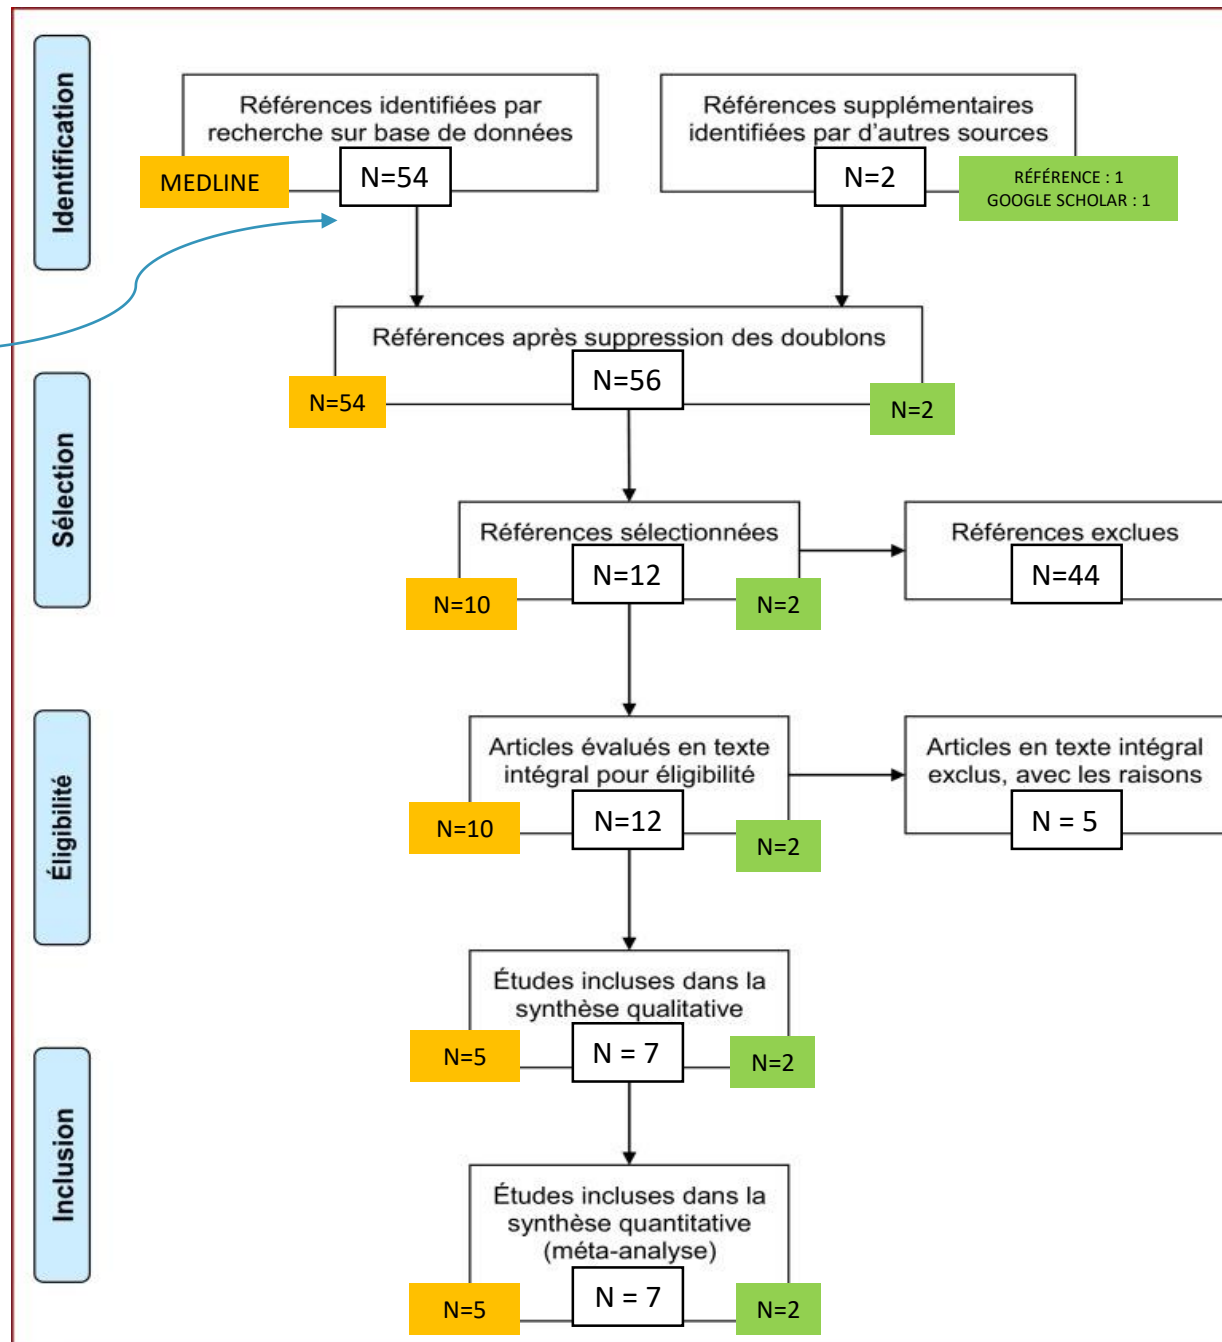 Identification
Références identifiées par
recherche sur base de données
MEDLINE
N=54
Références supplémentaires
identifiées par d'autres sources
N=2
RÉFÉRENCE : 1
GOOGLE SCHOLAR : 1
Références après suppression des doublons
N=54
N=56
N=2
Sélection
Références sélectionnées
N=10
N=12
N=2
Références exclues
N=44
Éligibilité
Articles évalués en texte
intégral pour éligibilité
N=10
N=12
N=2
Articles en texte intégral
exclus, avec les raisons
N = 5
Études incluses dans la
synthèse qualitative
N=5
N = 7
N=2
Inclusion
Études incluses dans la
synthèse quantitative
(méta-analyse)
N=5
N = 7
N=2